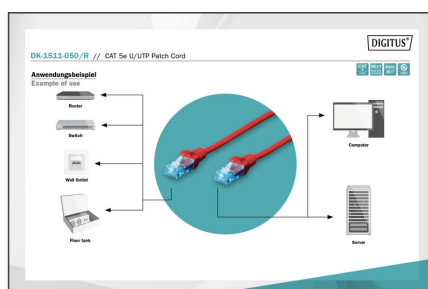 DIGITUS®
DK-1511-050/R // CAT 5e U/UTP Patch Cord
Anwendungsbeispiel
Example of use
Router
Switch
Wall Outlet
Floor tank
Computer
Server